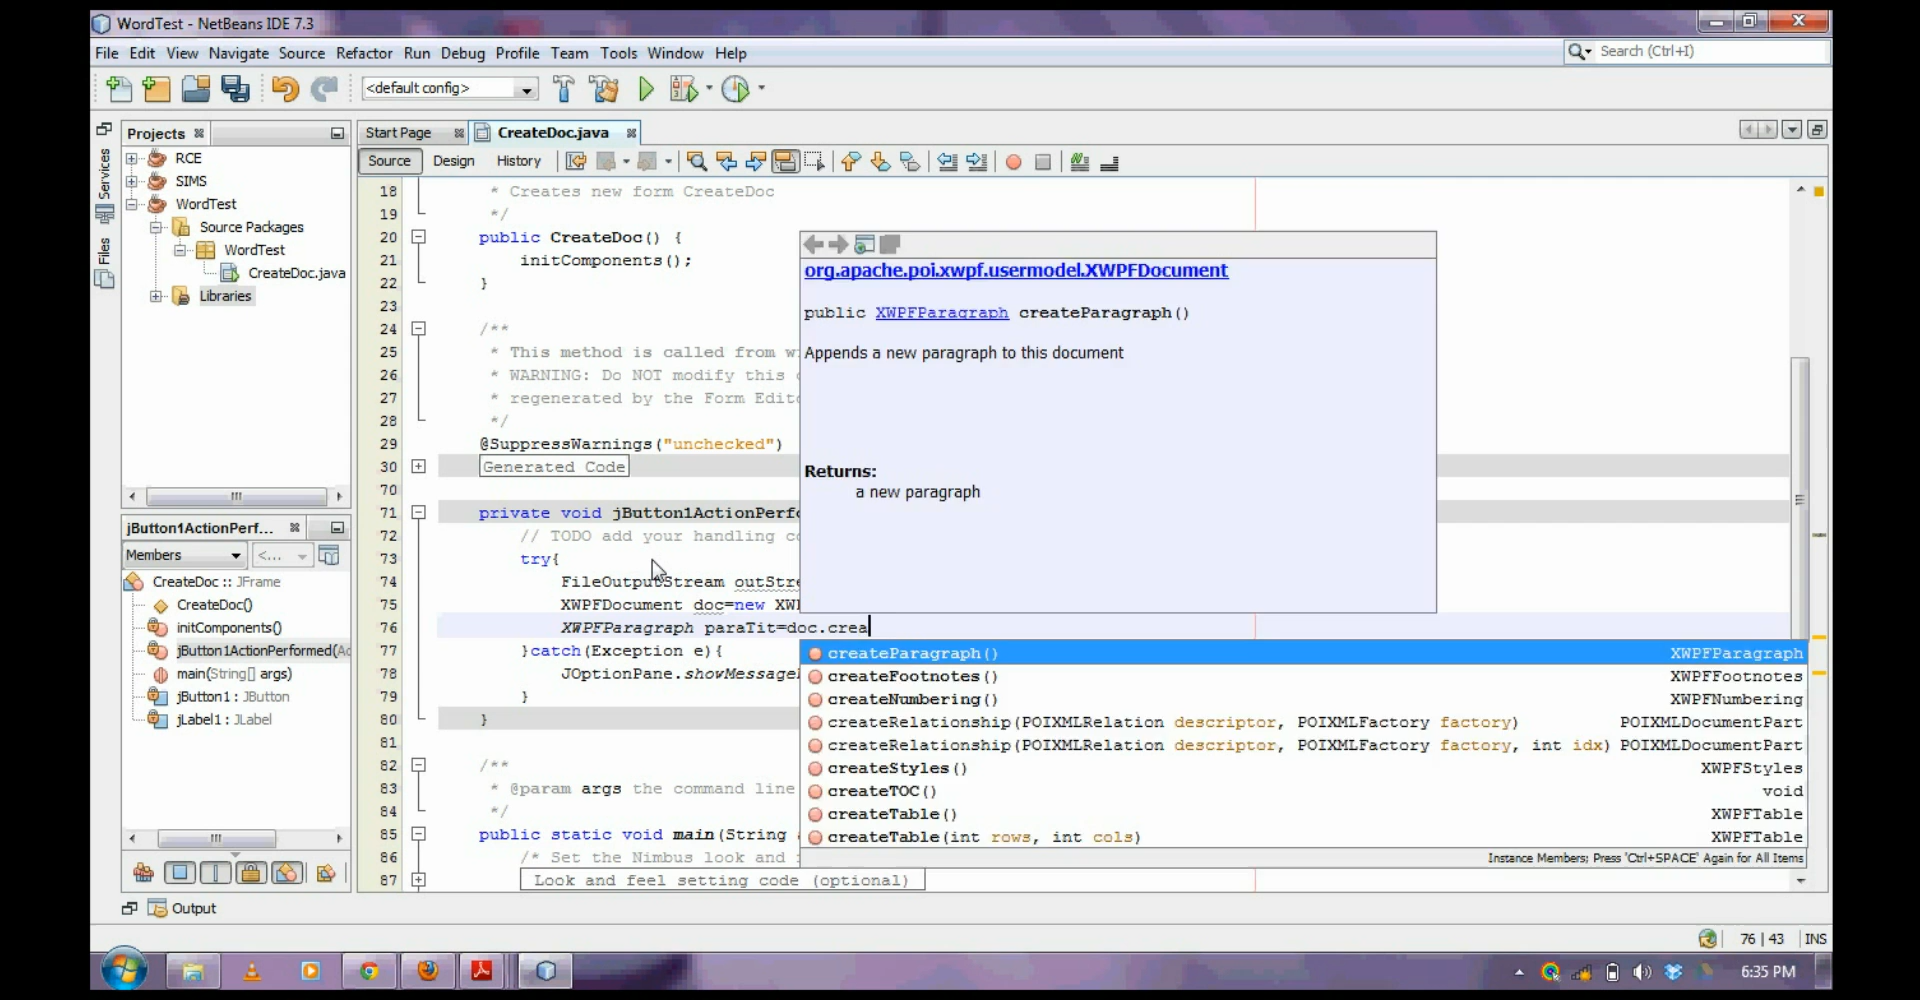 WordTest - NetBeans IDE 7.3
File Edit View Navigate Source Refactor Run Debug Profile Team Tools Window Help
Search (Ctrl+I)
<default config>
Services
Files
Projects
RCE
SIMS
WordTest
Source Packages
WordTest
CreateDoc.java
Libraries
jButton1ActionPerf...
Members
<...
CreateDoc :: JFrame
CreateDoc()
initComponents()
jButton1ActionPerformed(Ac
main(String[] args)
jButton1 : JButton
jLabel1 : JLabel
Start Page
CreateDoc.java
Source Design History
18 * Creates new form CreateDoc
19 */
20 public CreateDoc() {
21 initComponents();
22 }
23
24 /**
25 * This method is called from w
26 * WARNING: Do NOT modify this
27 * regenerated by the Form Edit
28 */
29 @SuppressWarnings("unchecked")
30 Generated Code
70
71 private void jButton1ActionPerf
72 // TODO add your handling c
73 try{
74 FileOutputStream outStre
75 XWPFDocument doc=new XW
76 XWPFParagraph paraTit=doc.crea
77 }catch(Exception e){
78 JOptionPane.showMessage
79 }
80 }
81
82 /**
83 * @param args the command line
84 */
85 public static void main(String
86 /* Set the Nimbus look and
87 Look and feel setting code (optional)
org.apache.poi.xwpf.usermodel.XWPFDocument
public XWPFParagraph createParagraph()
Appends a new paragraph to this document
Returns:
a new paragraph
createParagraph() XWPFParagraph
createFootnotes() XWPFFootnotes
createNumbering() XWPFNumbering
createRelationship(POIXMLRelation descriptor, POIXMLFactory factory) POIXMLDocumentPart
createRelationship(POIXMLRelation descriptor, POIXMLFactory factory, int idx) POIXMLDocumentPart
createStyles() XWPFStyles
createTOC() void
createTable() XWPFTable
createTable(int rows, int cols) XWPFTable
Instance Members; Press 'Ctrl+SPACE' Again for All Items
Output
76 | 43 INS
6:35 PM